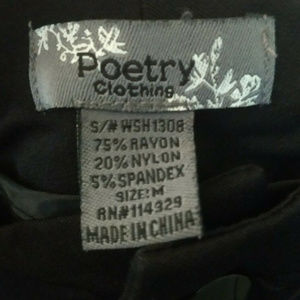 Poetry
Clothing
S/# WSH1308
75% RAYON
20% NYLON
5% SPANDEX
SIZE: M
RN#114329
MADE IN CHINA